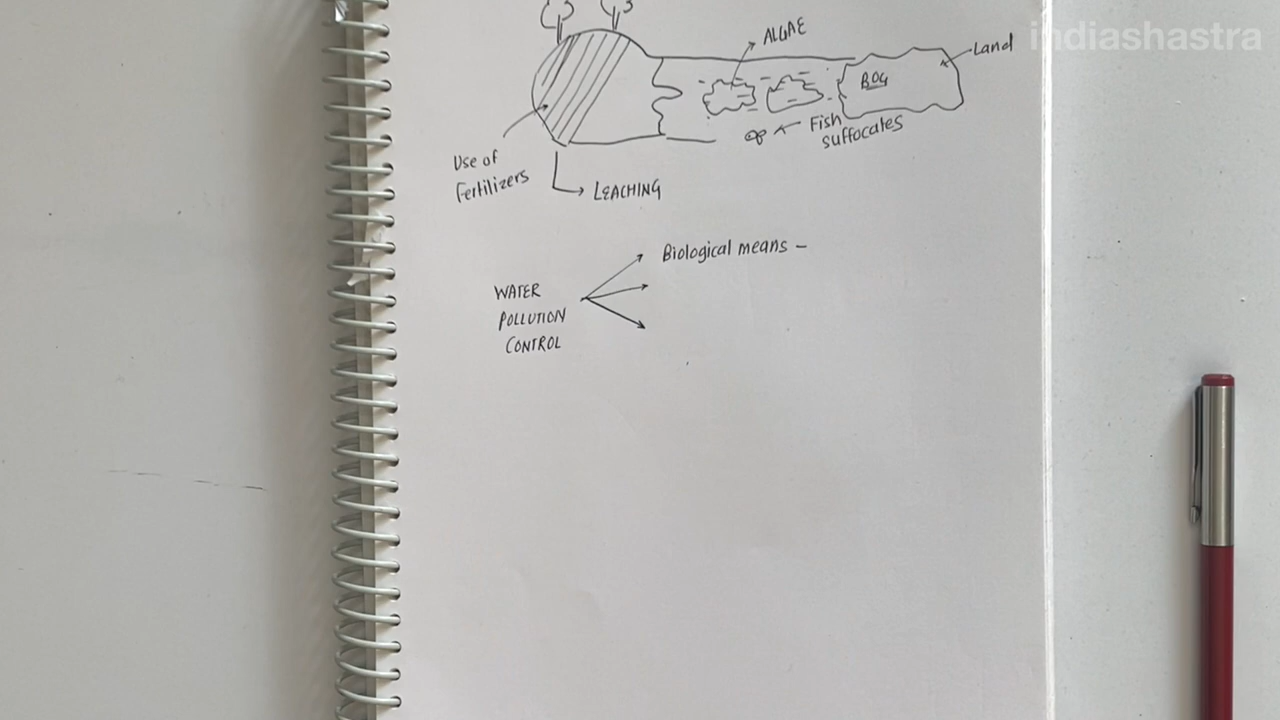 indiashastra
ALGAE
Land
BOG
Fish
suffocates
Use of
Fertilizers
LEACHING
Biological means –
WATER
POLLUTION
CONTROL